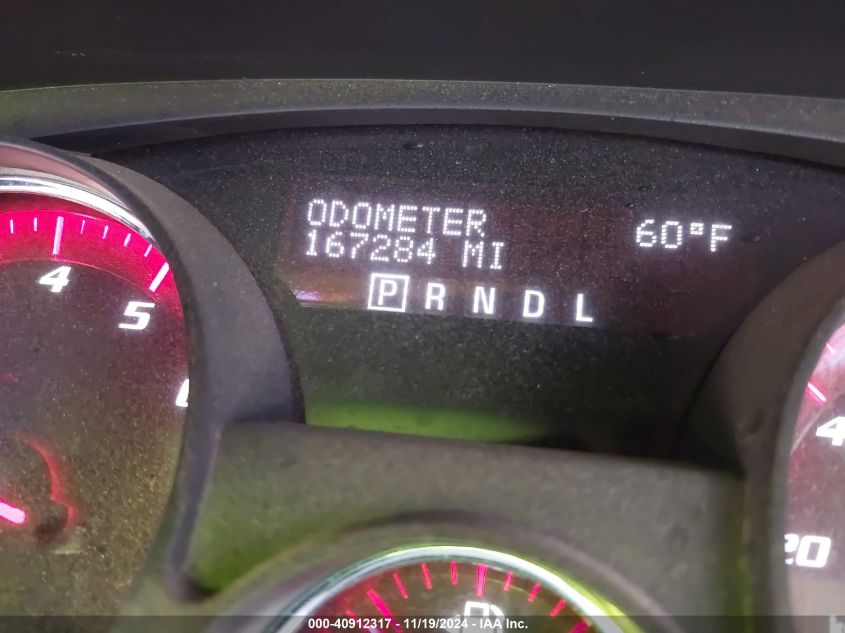 ODOMETER
167284 MI
60°F
P R N D L
4
5
4
20
000-40912317 - 11/19/2024 - IAA Inc.